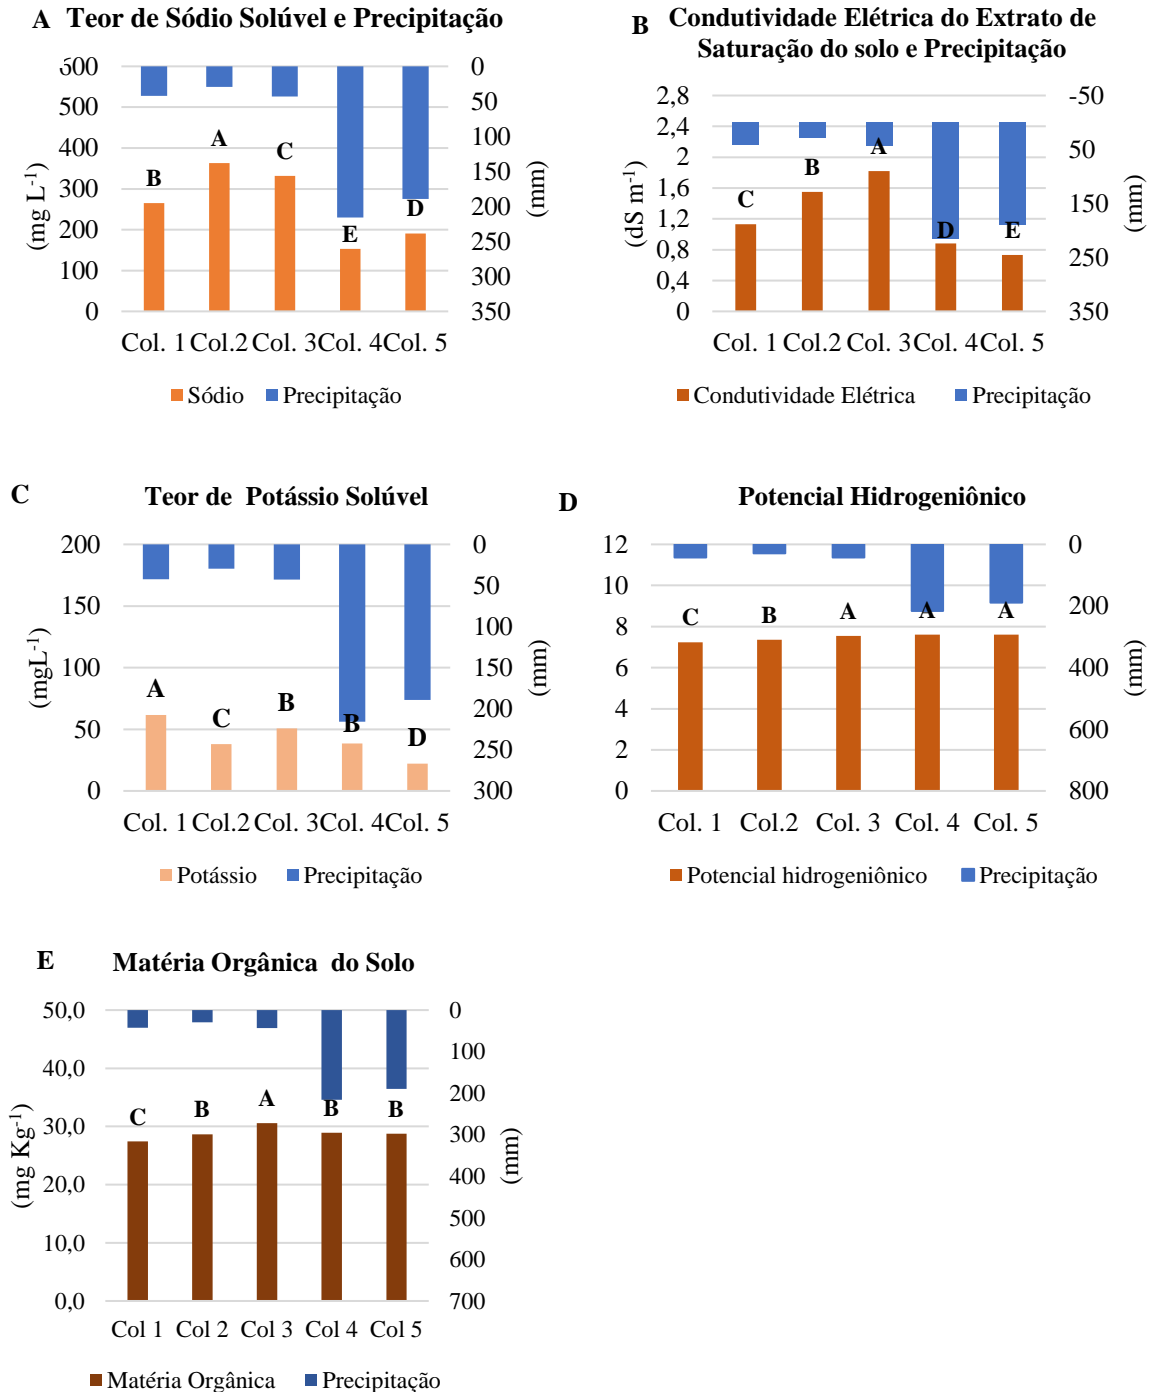 A Teor de Sódio Solúvel e Precipitação
600
500
400
300
200
100
0
(mg L-1)
B
A
C
E
D
0
50
100
150
200
250
300
350
(mm)
Col. 1 Col.2 Col. 3 Col. 4 Col. 5
Sódio Precipitação
B Condutividade Elétrica do Extrato de
Saturação do solo e Precipitação
2,8
2,4
2
1,6
1,2
0,8
0,4
0
(dS m-1)
C
B
A
D
E
-50
50
150
250
350
(mm)
Col. 1 Col.2 Col. 3 Col. 4 Col. 5
Condutividade Elétrica Precipitação
C Teor de Potássio Solúvel
200
150
100
50
0
(mgL-1)
A
C
B
B
D
0
50
100
150
200
250
300
(mm)
Col. 1 Col.2 Col. 3 Col. 4 Col. 5
Potássio Precipitação
D Potencial Hidrogeniônico
12
10
8
6
4
2
0
C
B
A
A
A
0
200
400
600
800
(mm)
Col. 1 Col.2 Col. 3 Col. 4 Col. 5
Potencial hidrogeniônico Precipitação
E Matéria Orgânica do Solo
50,0
40,0
30,0
20,0
10,0
0,0
(mg Kg-1)
C
B
A
B
B
0
100
200
300
400
500
600
700
(mm)
Col 1 Col 2 Col 3 Col 4 Col 5
Matéria Orgânica Precipitação